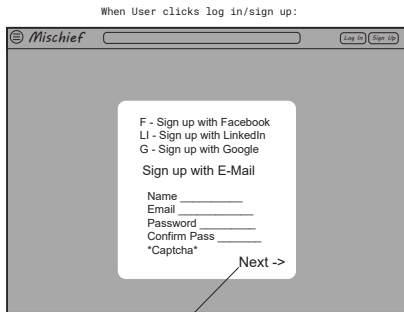 When User clicks log in/sign up:
Mischief
Log In Sign Up
F - Sign up with Facebook
LI - Sign up with LinkedIn
G - Sign up with Google
Sign up with E-Mail
Name __________
Email ____________
Password _________
Confirm Pass _______
*Captcha*
Next ->